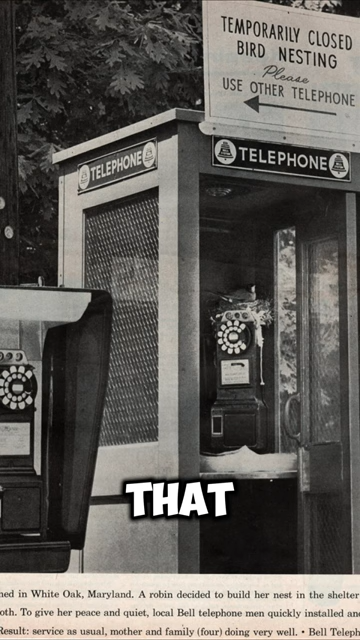 TEMPORARILY CLOSED
BIRD NESTING
Please
USE OTHER TELEPHONE
TELEPHONE
TELEPHONE
THAT
ned in White Oak, Maryland. A robin decided to build her nest in the shelter
oth. To give her peace and quiet, local Bell telephone men quickly installed an
Result: service as usual, mother and family (four) doing very well. • Bell Telep